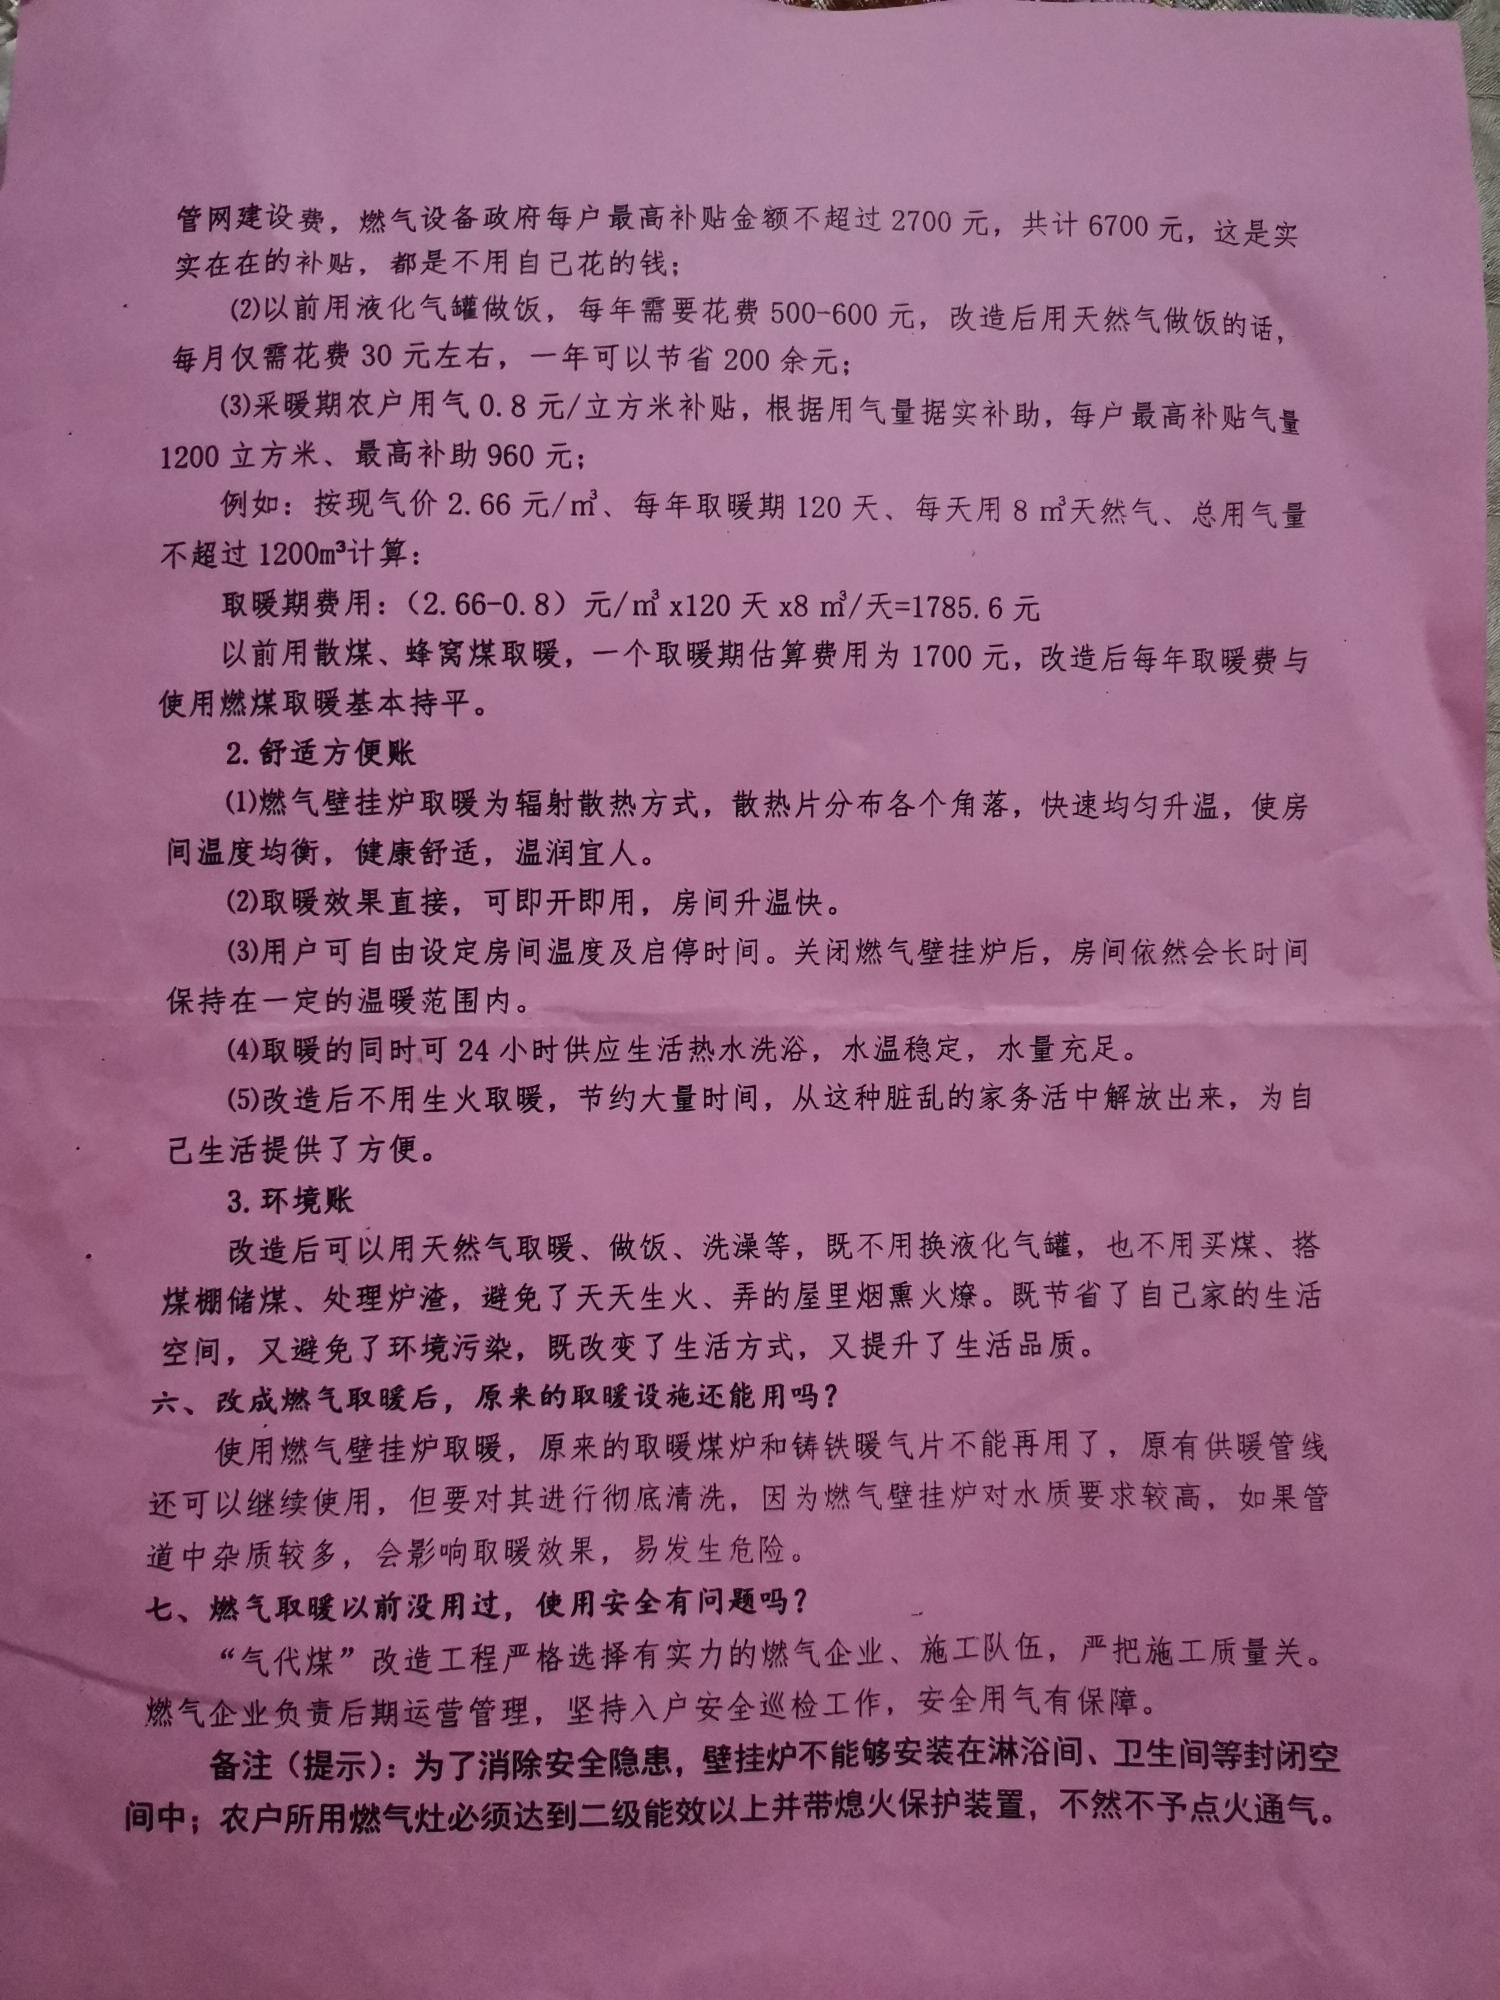 管网建设费，燃气设备政府每户最高补贴金额不超过2700元，共计6700元，这是实
实在在的补贴，都是不用自己花的钱；
⑵以前用液化气罐做饭，每年需要花费500-600元，改造后用天然气做饭的话，
每月仅需花费30元左右，一年可以节省200余元；
⑶采暖期农户用气0.8元/立方米补贴，根据用气量据实补助，每户最高补贴气量
1200立方米、最高补助960元；
例如：按现气价2.66元/㎥、每年取暖期120天、每天用8㎥天然气、总用气量
不超过1200m³计算：
取暖期费用：（2.66-0.8）元/㎥x120天x8㎥/天=1785.6元
以前用散煤、蜂窝煤取暖，一个取暖期估算费用为1700元，改造后每年取暖费与
使用燃煤取暖基本持平。
2.舒适方便账
⑴燃气壁挂炉取暖为辐射散热方式，散热片分布各个角落，快速均匀升温，使房
间温度均衡，健康舒适，温润宜人。
⑵取暖效果直接，可即开即用，房间升温快。
⑶用户可自由设定房间温度及启停时间。关闭燃气壁挂炉后，房间依然会长时间
保持在一定的温暖范围内。
⑷取暖的同时可24小时供应生活热水洗浴，水温稳定，水量充足。
⑸改造后不用生火取暖，节约大量时间，从这种脏乱的家务活中解放出来，为自
己生活提供了方便。
3.环境账
改造后可以用天然气取暖、做饭、洗澡等，既不用换液化气罐，也不用买煤、搭
煤棚储煤、处理炉渣，避免了天天生火、弄的屋里烟熏火燎。既节省了自己家的生活
空间，又避免了环境污染，既改变了生活方式，又提升了生活品质。
六、改成燃气取暖后，原来的取暖设施还能用吗？
使用燃气壁挂炉取暖，原来的取暖煤炉和铸铁暖气片不能再用了，原有供暖管线
还可以继续使用，但要对其进行彻底清洗，因为燃气壁挂炉对水质要求较高，如果管
道中杂质较多，会影响取暖效果，易发生危险。
七、燃气取暖以前没用过，使用安全有问题吗？
“气代煤”改造工程严格选择有实力的燃气企业、施工队伍，严把施工质量关。
燃气企业负责后期运营管理，坚持入户安全巡检工作，安全用气有保障。
备注（提示）：为了消除安全隐患，壁挂炉不能够安装在淋浴间、卫生间等封闭空
间中；农户所用燃气灶必须达到二级能效以上并带熄火保护装置，不然不予点火通气。